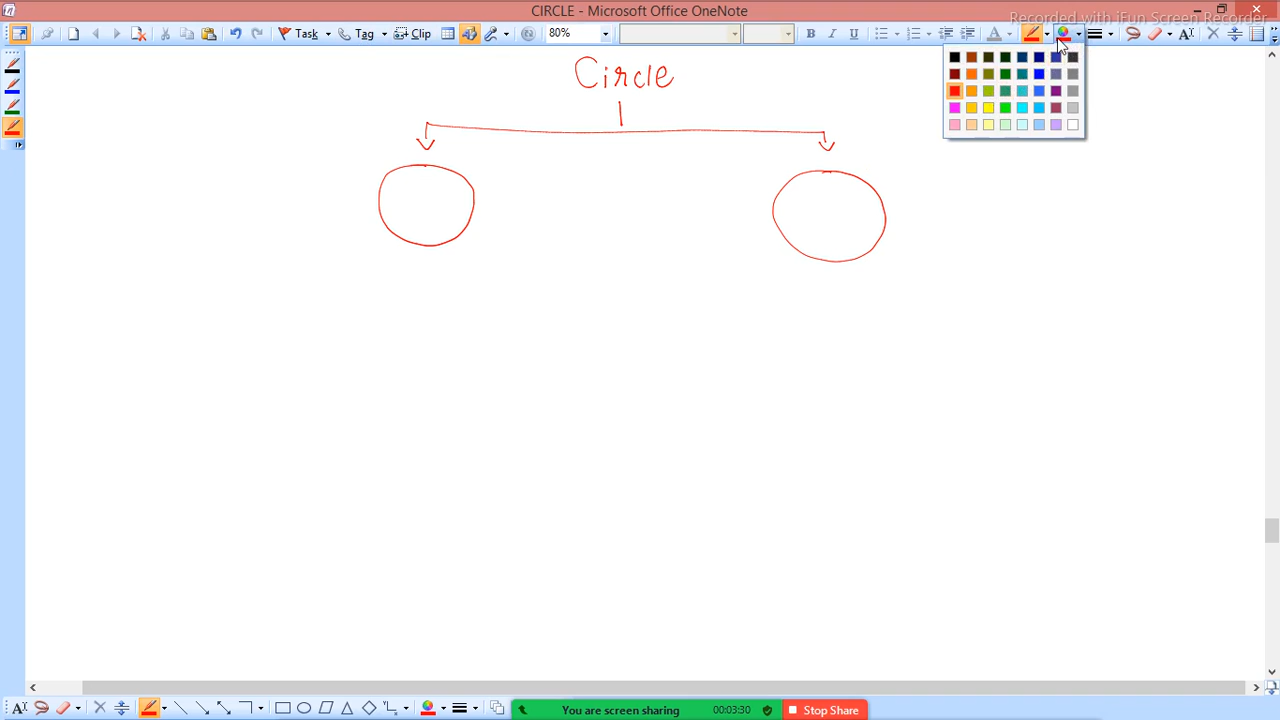 CIRCLE - Microsoft Office OneNote
Recorded with iFun Screen Recorder
Task Tag Clip 80% B I U
Circle
You are screen sharing 00:03:30 Stop Share